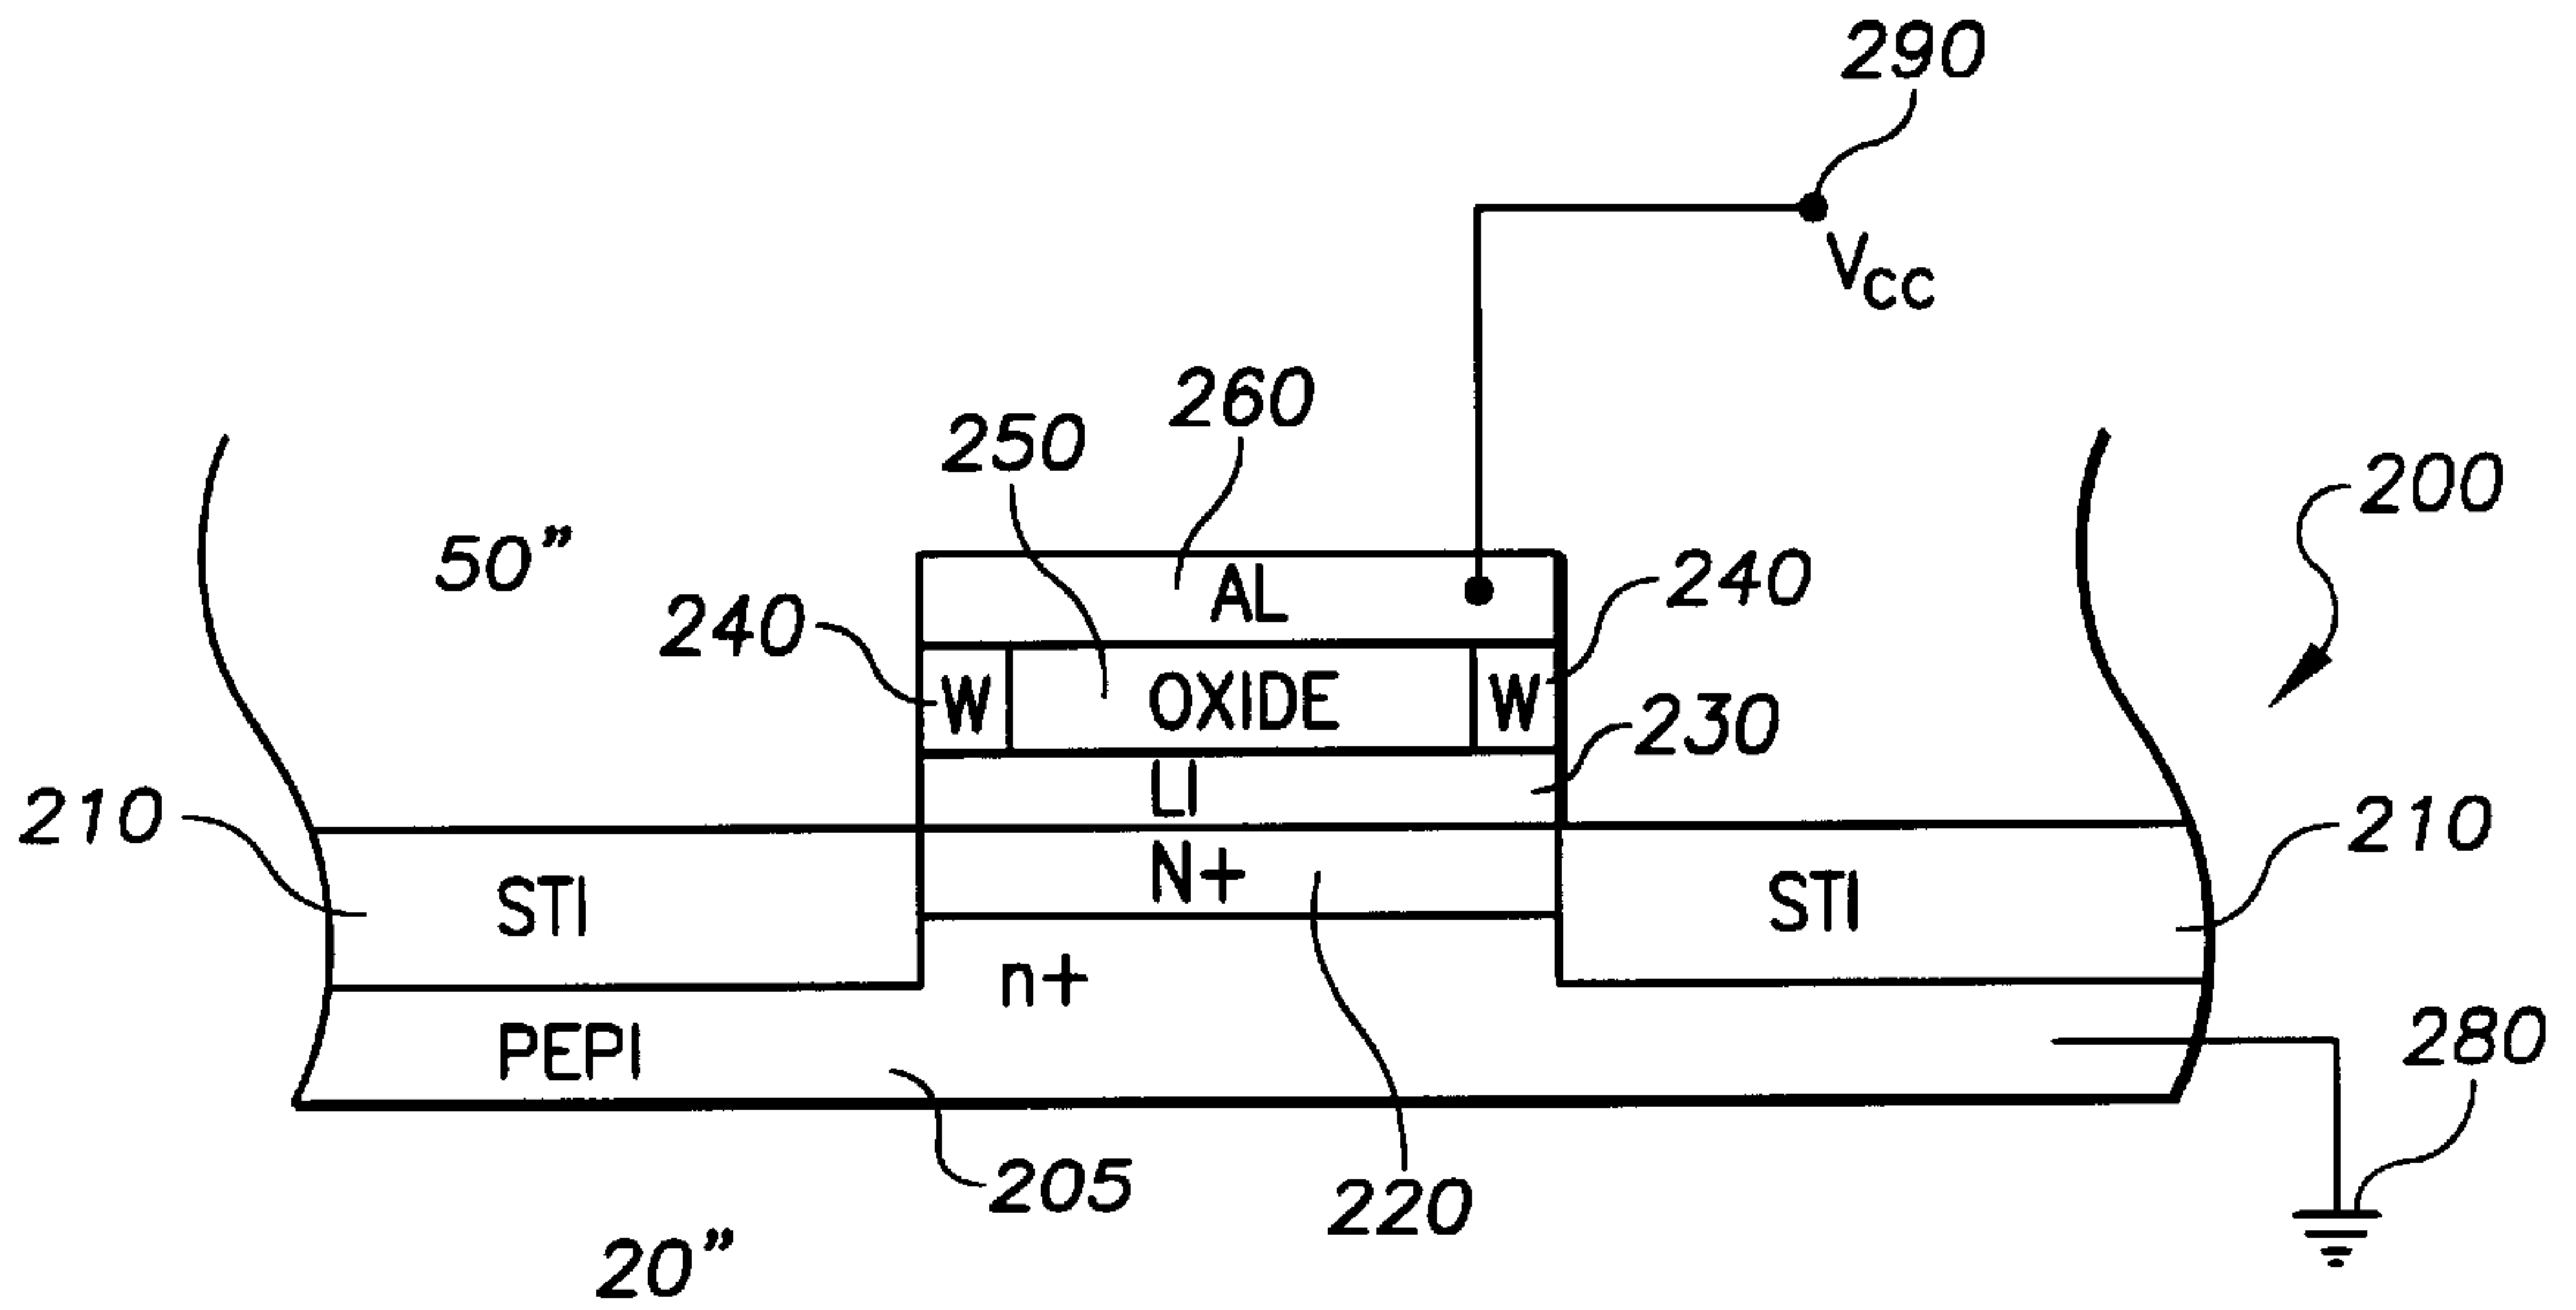 290
VCC
260
250
200
50”
AL
240
240
W
OXIDE
W
230
LI
210
210
N+
STI
STI
n+
280
PEPI
205
220
20”